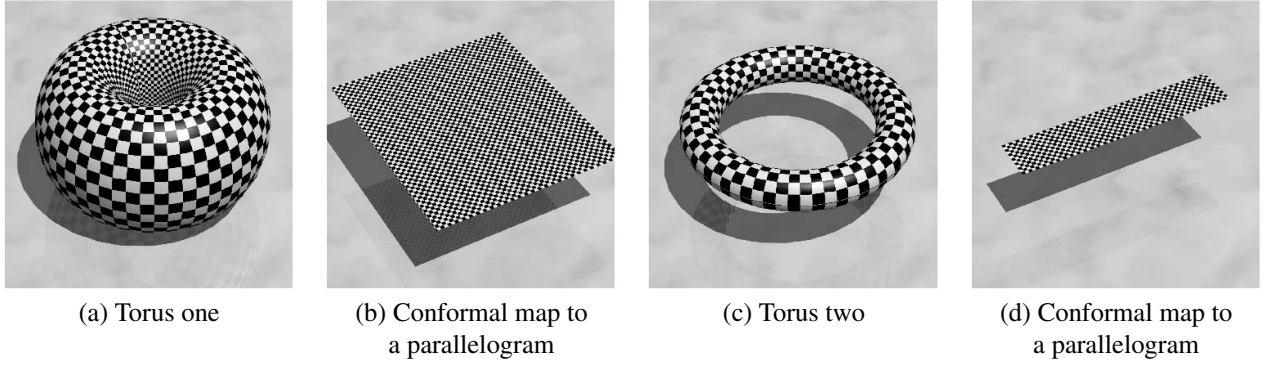 (a) Torus one
(b) Conformal map to
a parallelogram
(c) Torus two
(d) Conformal map to
a parallelogram